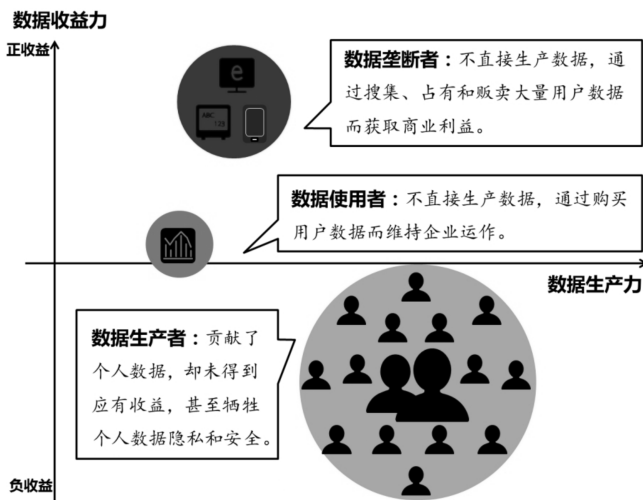 数据收益力
正收益
数据垄断者：不直接生产数据，通
过搜集、占有和贩卖大量用户数据
而获取商业利益。
e
ABC
123
数据使用者：不直接生产数据，通过购买
用户数据而维持企业运作。
数据生产力
数据生产者：贡献了
个人数据，却未得到
应有收益，甚至牺牲
个人数据隐私和安全。
负收益